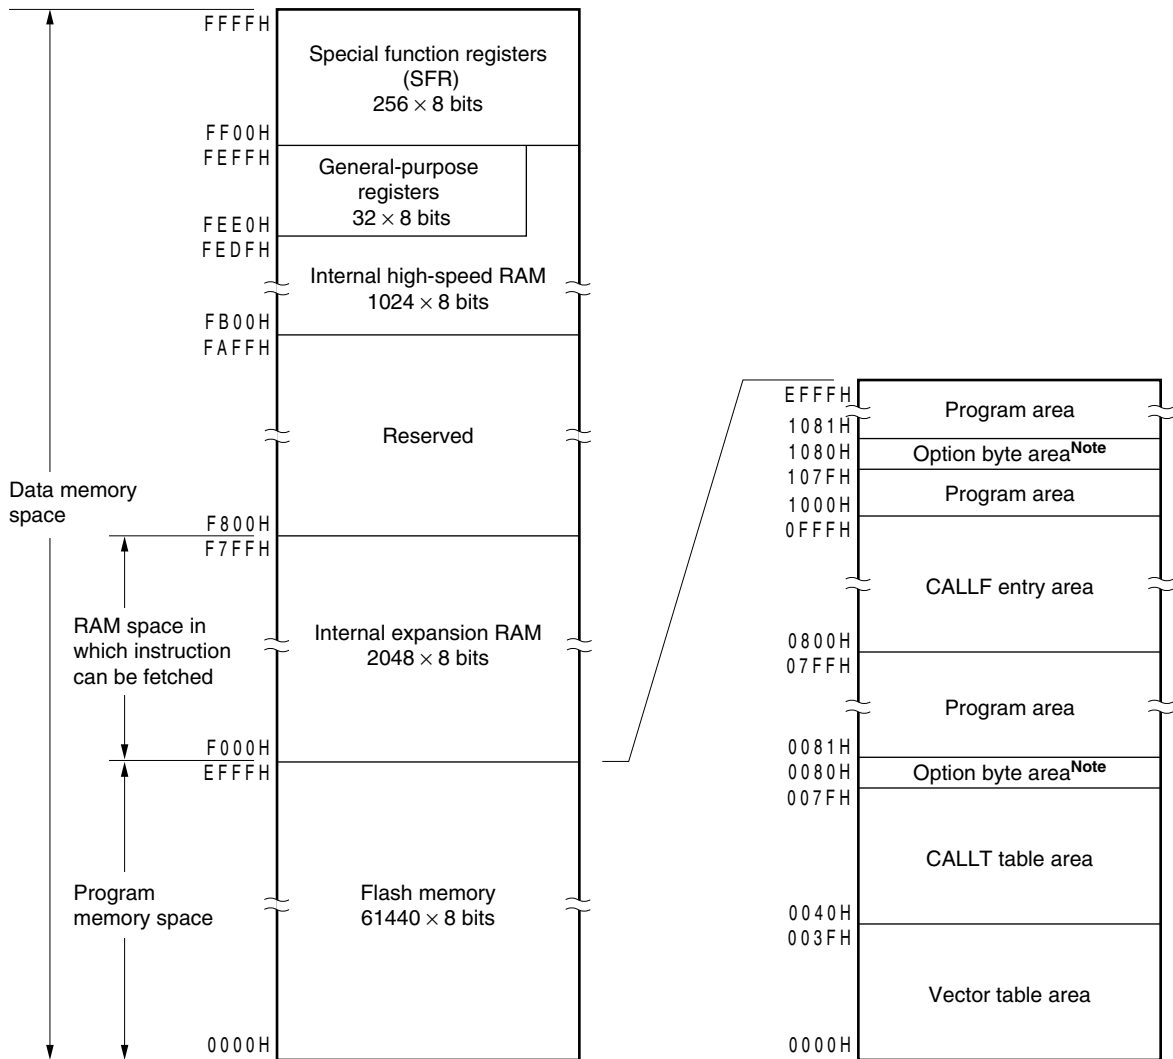 FFFFH
Special function registers
(SFR)
256 × 8 bits
FF00H
FEFFH
General-purpose
registers
32 × 8 bits
FEE0H
FEDFH
Internal high-speed RAM
1024 × 8 bits
FB00H
FAFFH
Reserved
Data memory
space
F800H
F7FFH
RAM space in
which instruction
can be fetched
Internal expansion RAM
2048 × 8 bits
F000H
EFFFH
Program
memory space
Flash memory
61440 × 8 bits
0000H
EFFFH
Program area
1081H
1080H
Option byte areaNote
107FH
Program area
1000H
0FFFH
CALLF entry area
0800H
07FFH
Program area
0081H
0080H
Option byte areaNote
007FH
CALLT table area
0040H
003FH
Vector table area
0000H